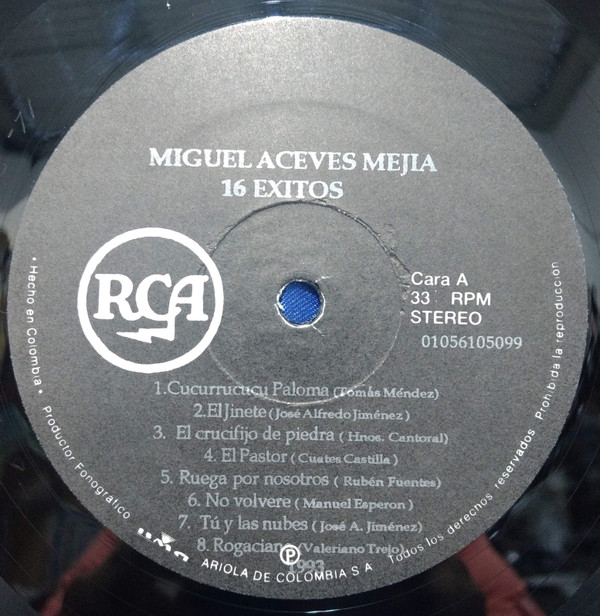 MIGUEL ACEVES MEJIA
16 EXITOS
RCA
Cara A
33 RPM
STEREO
01056105099
1.Cucurrucucu Paloma (Tomás Méndez)
2.El Jinete (José Alfredo Jiménez)
3. El crucifijo de piedra (Hnos. Cantoral)
4. El Pastor (Cuates Castilla)
5. Ruega por nosotros (Rubén Fuentes)
6. No volvere (Manuel Esperon)
7. Tú y las nubes (José A. Jiménez)
8. Rogaciano (Valeriano Trejo)
℗
1993
* Hecho en Colombia * Productor Fonografico
ARIOLA DE COLOMBIA S A
Todos los derechos reservados Prohibida la reproduccion